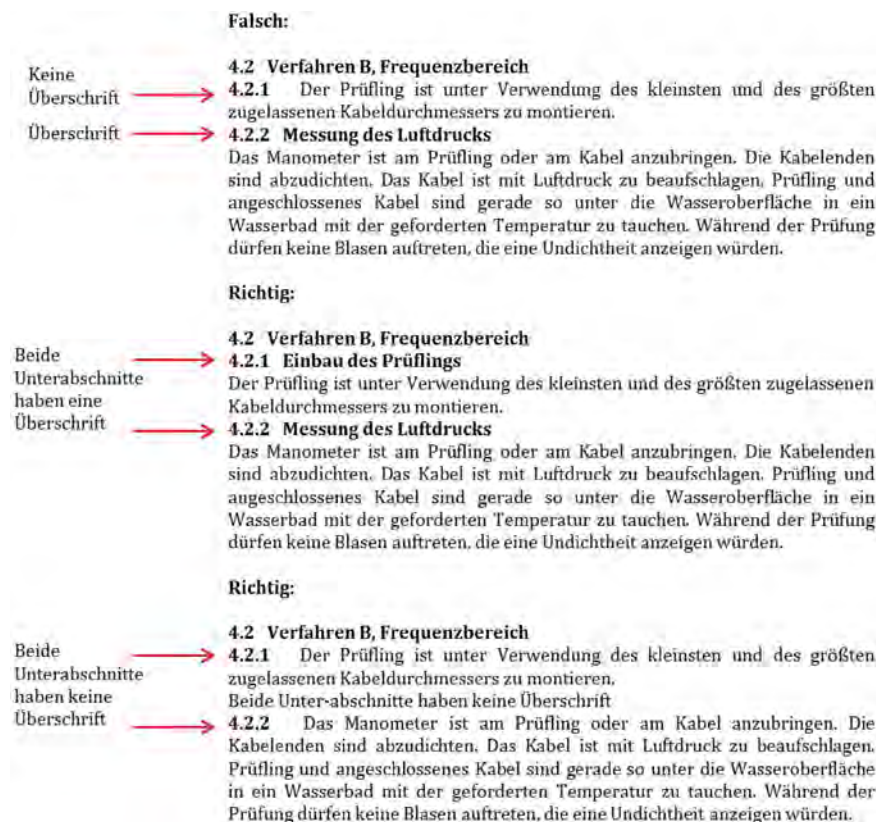 Falsch:
4.2 Verfahren B, Frequenzbereich
Keine
Überschrift
4.2.1 Der Prüfling ist unter Verwendung des kleinsten und des größten
zugelassenen Kabeldurchmessers zu montieren.
Überschrift
4.2.2 Messung des Luftdrucks
Das Manometer ist am Prüfling oder am Kabel anzubringen. Die Kabelenden
sind abzudichten. Das Kabel ist mit Luftdruck zu beaufschlagen. Prüfling und
angeschlossenes Kabel sind gerade so unter die Wasseroberfläche in ein
Wasserbad mit der geforderten Temperatur zu tauchen. Während der Prüfung
dürfen keine Blasen auftreten, die eine Undichtheit anzeigen würden.
Richtig:
4.2 Verfahren B, Frequenzbereich
Beide
Unterabschnitte
haben eine
Überschrift
4.2.1 Einbau des Prüflings
Der Prüfling ist unter Verwendung des kleinsten und des größten zugelassenen
Kabeldurchmessers zu montieren.
4.2.2 Messung des Luftdrucks
Das Manometer ist am Prüfling oder am Kabel anzubringen. Die Kabelenden
sind abzudichten. Das Kabel ist mit Luftdruck zu beaufschlagen. Prüfling und
angeschlossenes Kabel sind gerade so unter die Wasseroberfläche in ein
Wasserbad mit der geforderten Temperatur zu tauchen. Während der Prüfung
dürfen keine Blasen auftreten, die eine Undichtheit anzeigen würden.
Richtig:
4.2 Verfahren B, Frequenzbereich
Beide
Unterabschnitte
haben keine
Überschrift
4.2.1 Der Prüfling ist unter Verwendung des kleinsten und des größten
zugelassenen Kabeldurchmessers zu montieren.
Beide Unter-abschnitte haben keine Überschrift
4.2.2 Das Manometer ist am Prüfling oder am Kabel anzubringen. Die
Kabelenden sind abzudichten. Das Kabel ist mit Luftdruck zu beaufschlagen.
Prüfling und angeschlossenes Kabel sind gerade so unter die Wasseroberfläche
in ein Wasserbad mit der geforderten Temperatur zu tauchen. Während der
Prüfung dürfen keine Blasen auftreten, die eine Undichtheit anzeigen würden.